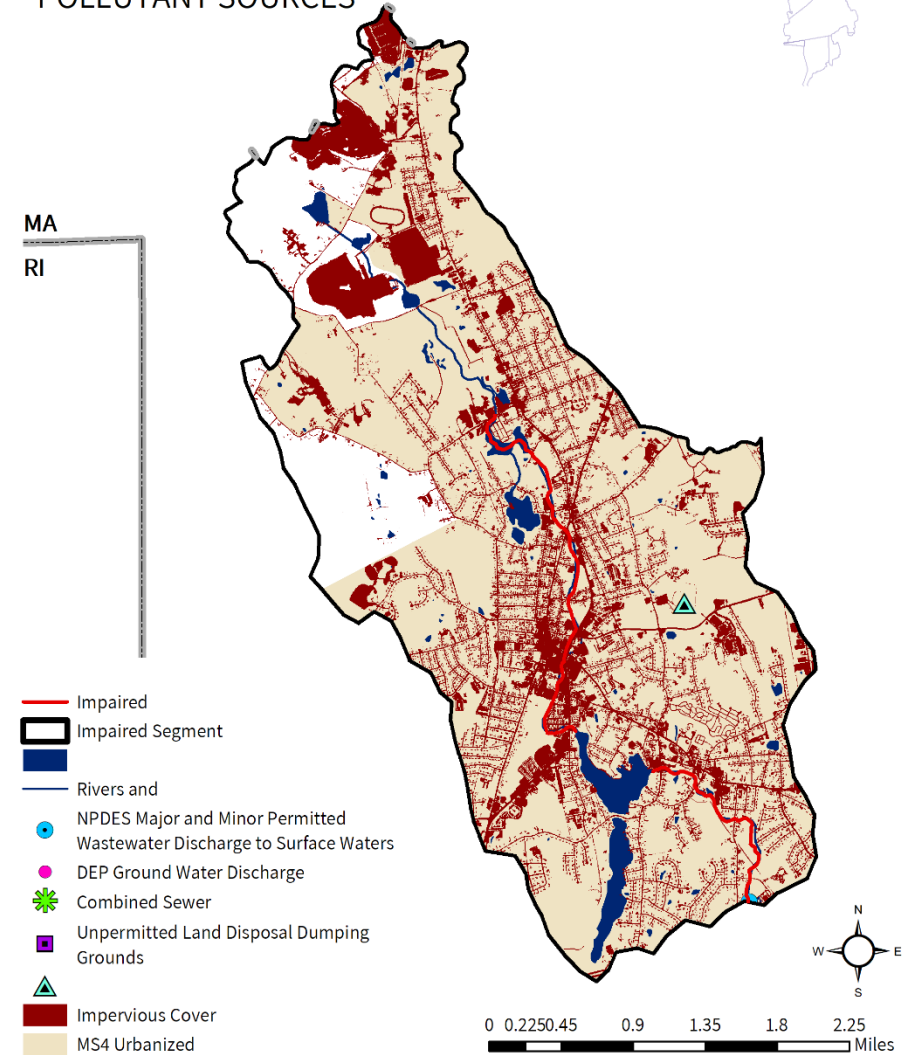 POLLUTANT SOURCES
MA
RI
Impaired
Impaired Segment
Rivers and
NPDES Major and Minor Permitted
Wastewater Discharge to Surface Waters
DEP Ground Water Discharge
Combined Sewer
Unpermitted Land Disposal Dumping
Grounds
Impervious Cover
MS4 Urbanized
N
W E
S
0 0.2250.45 0.9 1.35 1.8 2.25
Miles